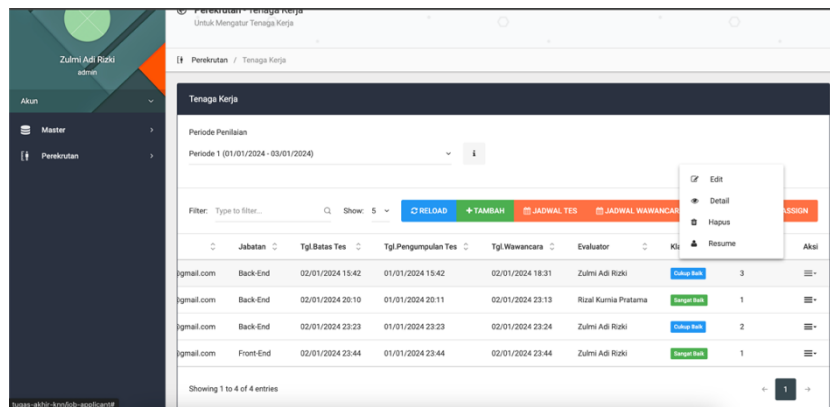 Perekrutan - Tenaga Kerja
Untuk Mengatur Tenaga Kerja
Zulmi Adi Rizki
admin
Perekrutan / Tenaga Kerja
Akun
Master
Perekrutan
Tenaga Kerja
Periode Penilaian
Periode 1 (01/01/2024 - 03/01/2024)
i
Edit
Detail
Hapus
Resume
Filter: Type to filter... Show: 5 RELOAD +TAMBAH JADWAL TES JADWAL WAWANCAR ASSIGN
Jabatan Tgl.Batas Tes Tgl.Pengumpulan Tes Tgl.Wawancara Evaluator Kla Aksi
@gmail.com Back-End 02/01/2024 15:42 01/01/2024 15:42 02/01/2024 18:31 Zulmi Adi Rizki Cukup Baik 3
@gmail.com Back-End 02/01/2024 20:10 01/01/2024 20:11 02/01/2024 23:13 Rizal Kurnia Pratama Sangat Baik 1
@gmail.com Back-End 02/01/2024 23:23 01/01/2024 23:23 02/01/2024 23:24 Zulmi Adi Rizki Cukup Baik 2
@gmail.com Front-End 02/01/2024 23:44 01/01/2024 23:44 02/01/2024 23:44 Zulmi Adi Rizki Sangat Baik 1
Showing 1 to 4 of 4 entries
← 1 →
tugas-akhir-knn/job-applicant#